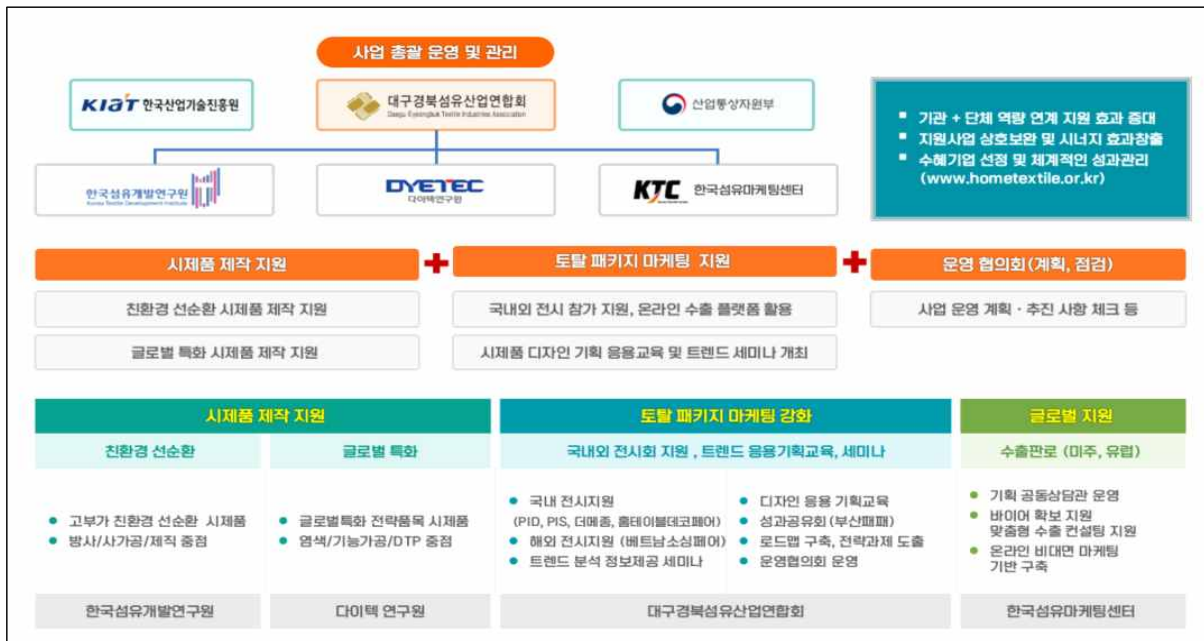 사업 총괄 운영 및 관리
KIAT 한국산업기술진흥원
대구경북섬유산업연합회
Daegu Gyeongbuk Textile Industries Association
산업통상자원부
한국섬유개발연구원
Korea Textile Development Institute
DYETEC
다이텍연구원
KTC 한국섬유마케팅센터
▪ 기관 + 단체 역량 연계 지원 효과 증대
▪ 지원사업 상호보완 및 시너지 효과창출
▪ 수혜기업 선정 및 체계적인 성과관리
(www.hometextile.or.kr)
시제품 제작 지원
+
토탈 패키지 마케팅 지원
+
운영 협의회(계획, 점검)
친환경 선순환 시제품 제작 지원
국내외 전시 참가 지원, 온라인 수출 플랫폼 활용
사업 운영 계획 · 추진 사항 체크 등
글로벌 특화 시제품 제작 지원
시제품 디자인 기획 응용교육 및 트렌드 세미나 개최
시제품 제작 지원
토탈 패키지 마케팅 강화
글로벌 지원
친환경 선순환
글로벌 특화
국내외 전시회 지원 , 트렌드 응용기획교육, 세미나
수출판로 (미주, 유럽)
• 고부가 친환경 선순환 시제품
• 방사/사가공/제직 중점
• 글로벌특화 전략품목 시제품
• 염색/기능가공/DTP 중점
• 국내 전시지원
(PID, PIS, 더메종, 홈테이블데코페어)
• 해외 전시지원 (베트남소싱페어)
• 트렌드 분석 정보제공 세미나
• 디자인 응용 기획교육
• 성과공유회 (부산패패)
• 로드맵 구축, 전략과제 도출
• 운영협의회 운영
• 기획 공동상담관 운영
• 바이어 확보 지원
맞춤형 수출 컨설팅 지원
• 온라인 비대면 마케팅
기반 구축
한국섬유개발연구원
다이텍 연구원
대구경북섬유산업연합회
한국섬유마케팅센터